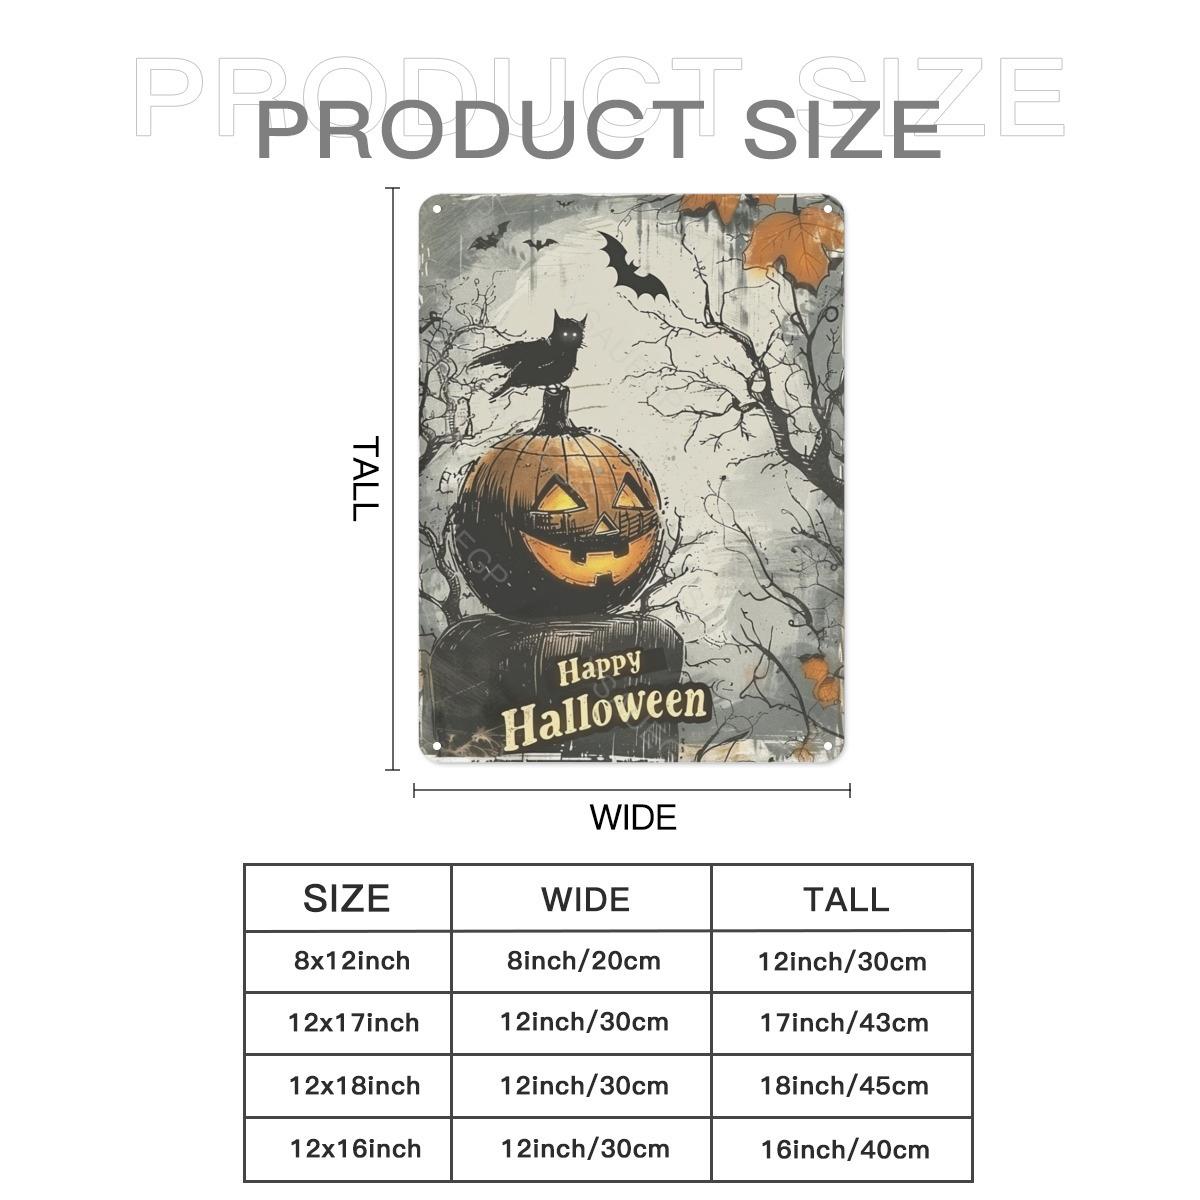 PRODUCT SIZE
PRODUCT SIZE
TALL
EGP
Happy
Halloween
WIDE
SIZE WIDE TALL
8x12inch 8inch/20cm 12inch/30cm
12x17inch 12inch/30cm 17inch/43cm
12x18inch 12inch/30cm 18inch/45cm
12x16inch 12inch/30cm 16inch/40cm